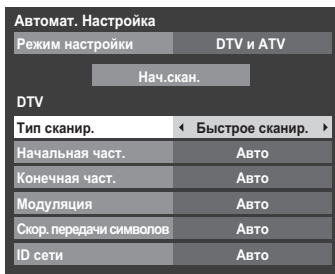 Автомат. Настройка
Режим настройки DTV и ATV
Нач.скан.
DTV
Тип сканир. Быстрое сканир.
Начальная част. Авто
Конечная част. Авто
Модуляция Авто
Скор. передачи символов Авто
ID сети Авто